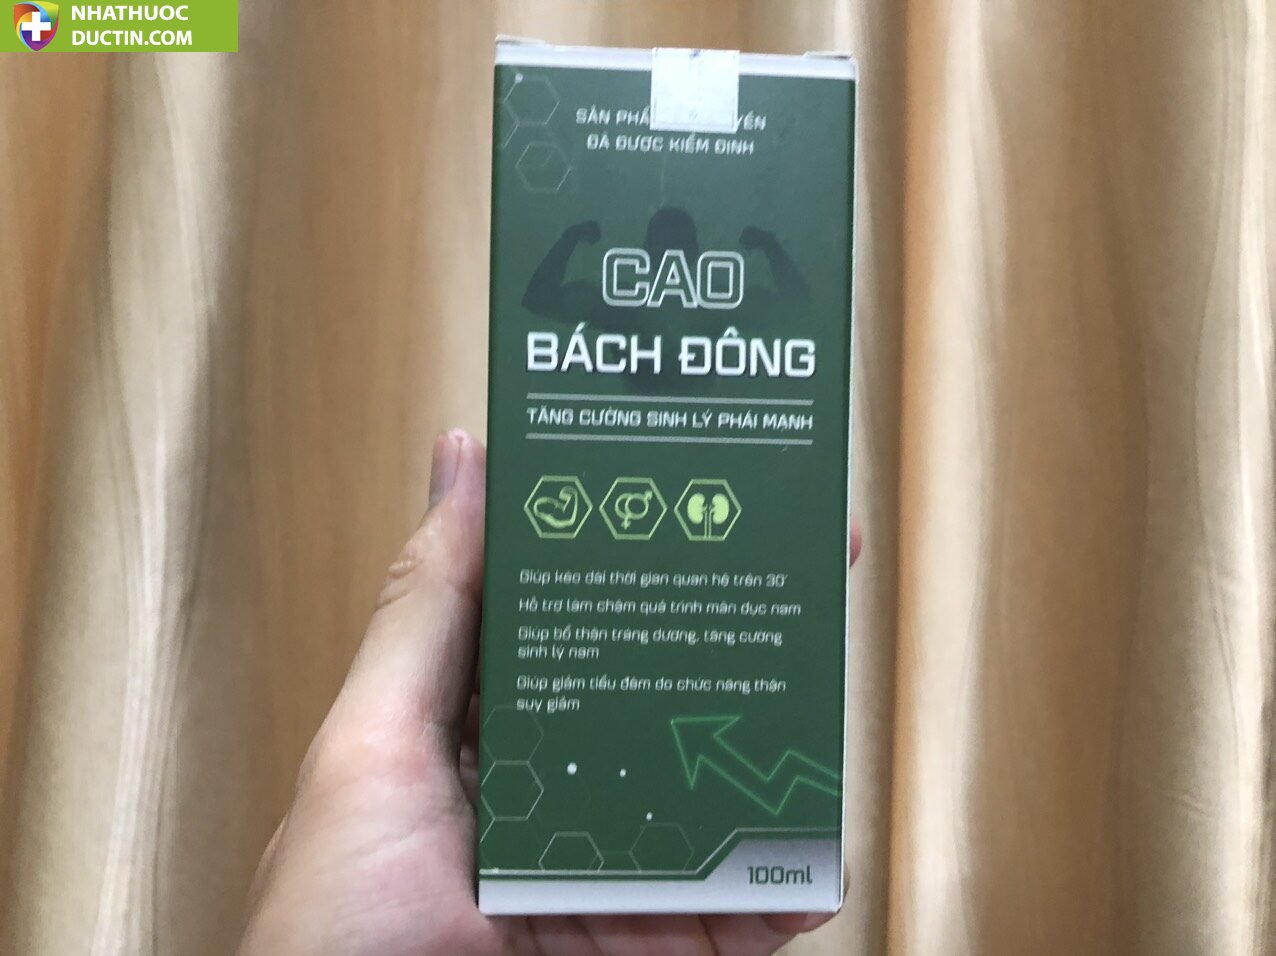 NHATHUOC
DUCTIN.COM
SẢN PHẨ
ĐÃ ĐƯỢC KIỂM ĐỊNH
CAO
BÁCH ĐÔNG
TĂNG CƯỜNG SINH LÝ PHÁI MẠNH
Giúp kéo dài thời gian quan hệ trên 30'
Hỗ trợ làm chậm quá trình mãn dục nam
Giúp bổ thận tráng dương, tăng cường
sinh lý nam
Giúp giảm tiểu đêm do chức năng thận
suy giảm
100ml